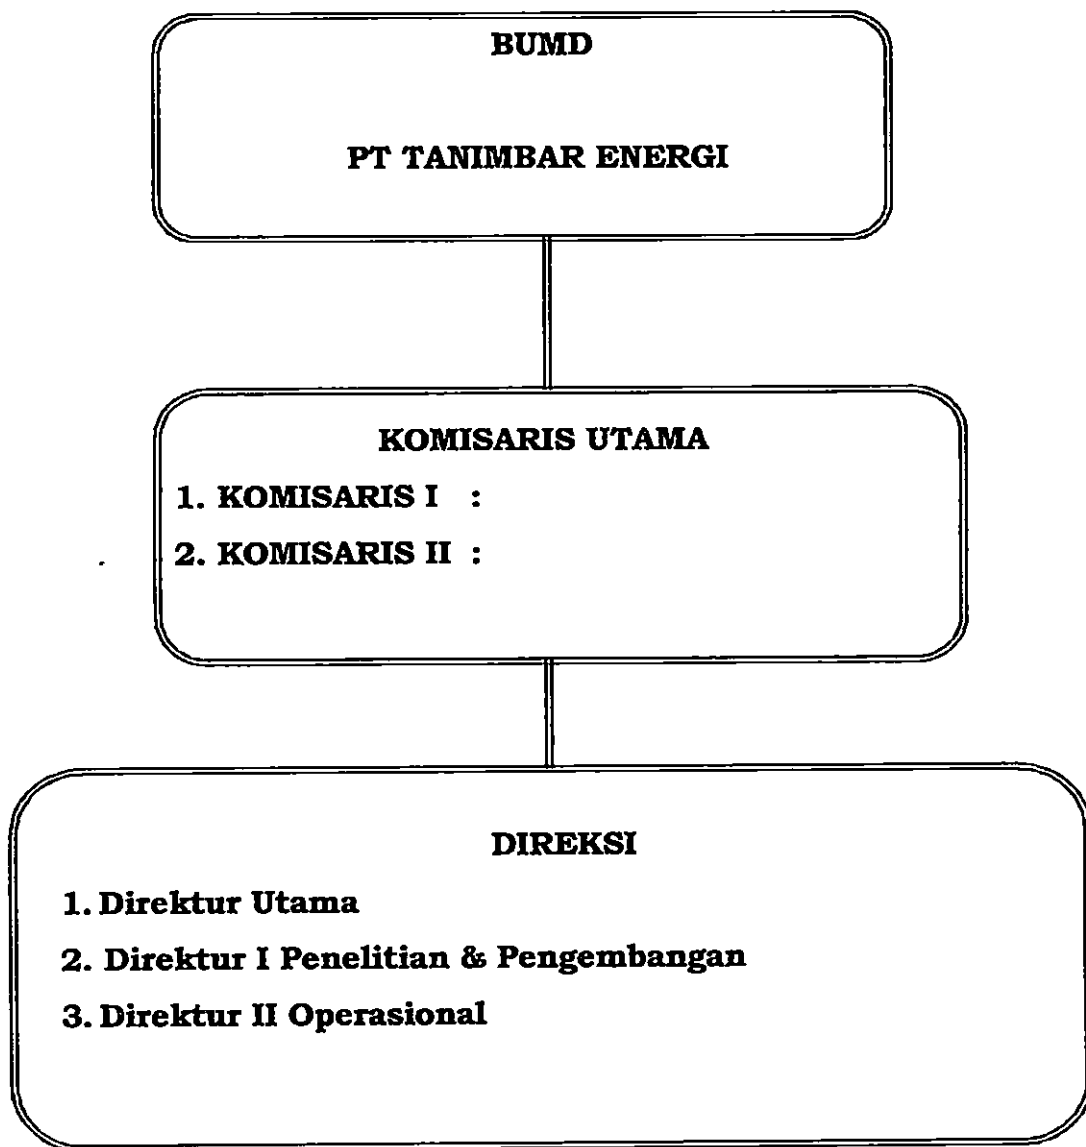 BUMD
PT TANIMBAR ENERGI
KOMISARIS UTAMA
1. KOMISARIS I :
2. KOMISARIS II :
DIREKSI
1. Direktur Utama
2. Direktur I Penelitian & Pengembangan
3. Direktur II Operasional